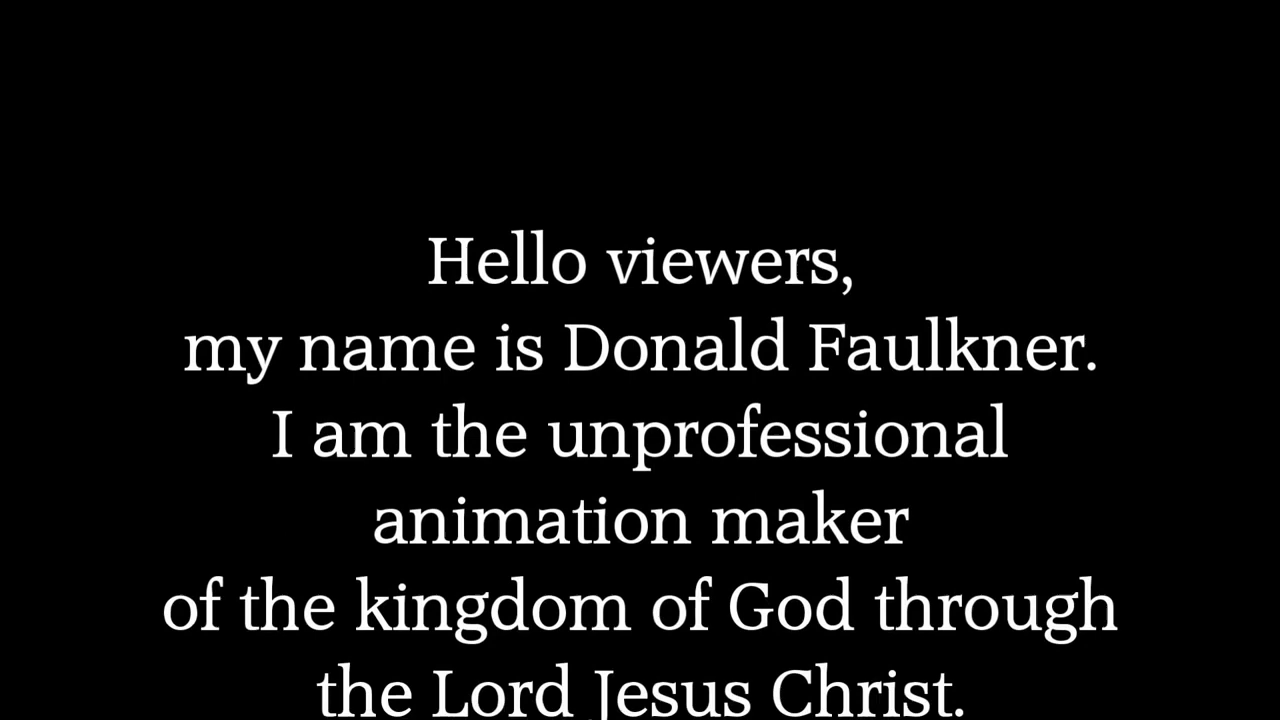 Hello viewers,
my name is Donald Faulkner.
I am the unprofessional
animation maker
of the kingdom of God through
the Lord Jesus Christ.